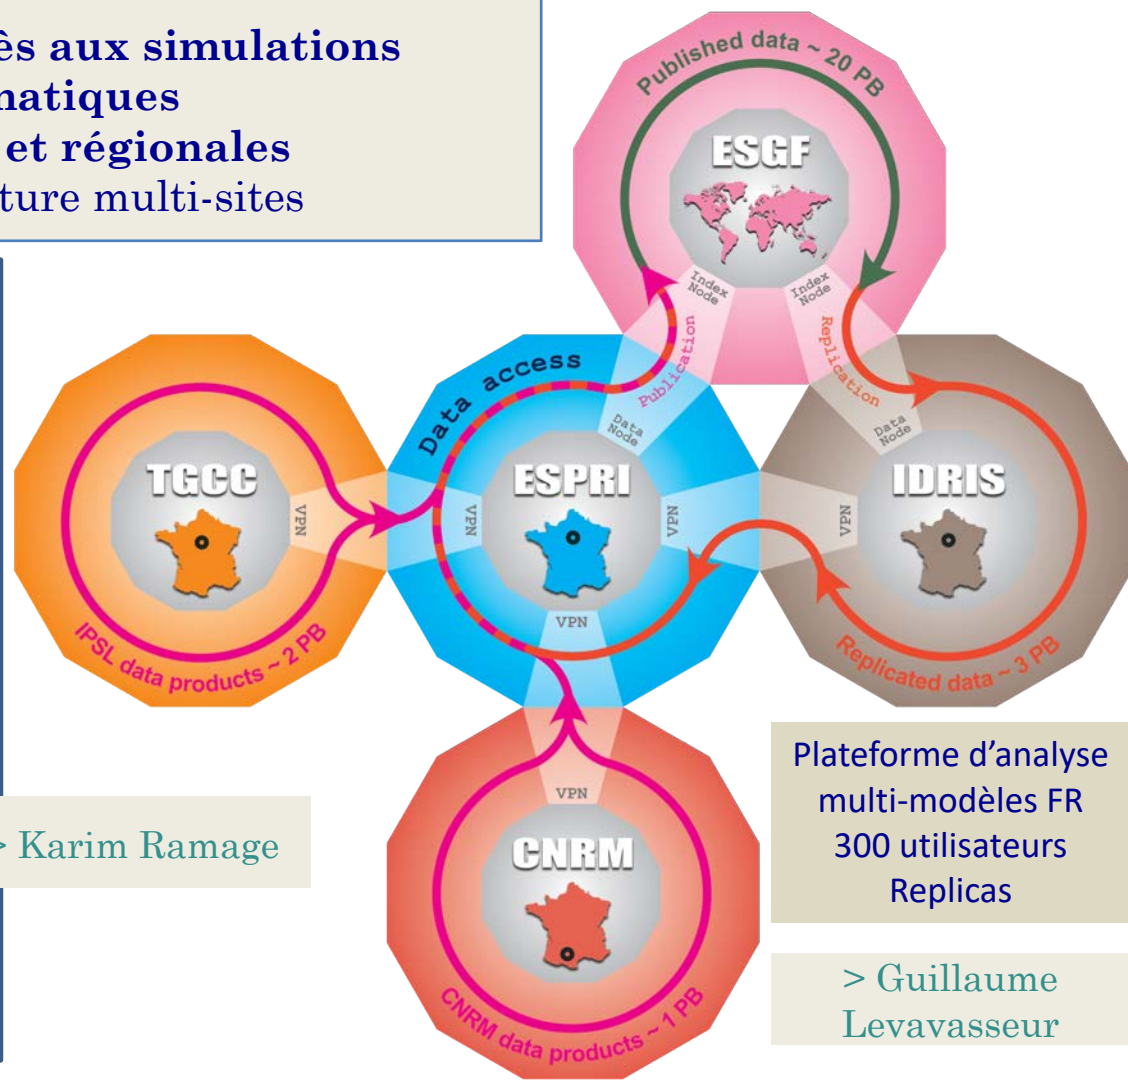 ès aux simulations
matiques
et régionales
ture multi-sites
Published data ~ 20 PB
ESGF
Index
Node
Index
Node
Publication
Replication
Data access
Data
Node
Data
Node
TGCC
VPN
IPSL data products ~ 2 PB
VPN
ESPRI
VPN
VPN
VPN
IDRIS
Replicated data ~ 3 PB
VPN
CNRM
CNRM data products ~ 1 PB
> Karim Ramage
Plateforme d'analyse
multi-modèles FR
300 utilisateurs
Replicas
> Guillaume
Levavasseur